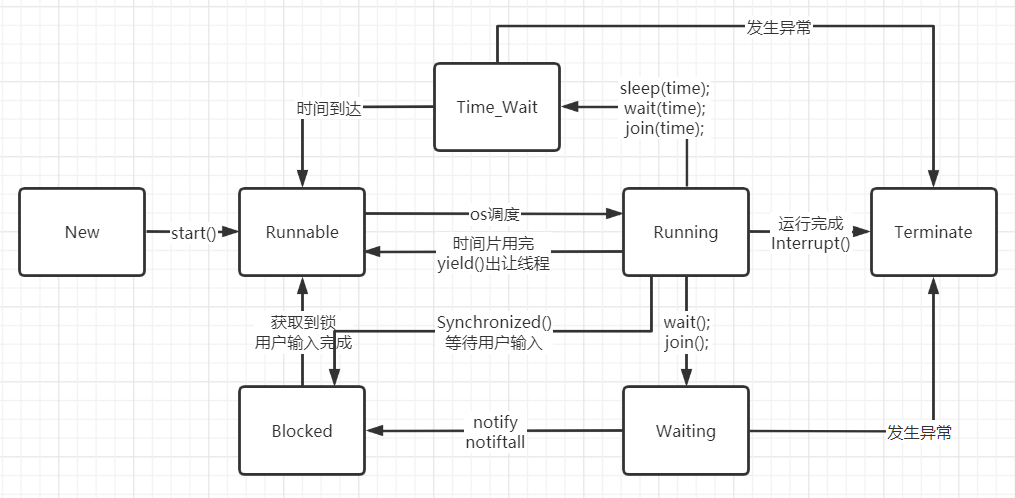 发生异常
Time_Wait
sleep(time);
wait(time);
join(time);
时间到达
New
start()
Runnable
os调度
时间片用完
yield()出让线程
Running
运行完成
Interrupt()
Terminate
获取到锁
用户输入完成
Synchronized()
等待用户输入
wait();
join();
Blocked
notify
notiftall
Waiting
发生异常